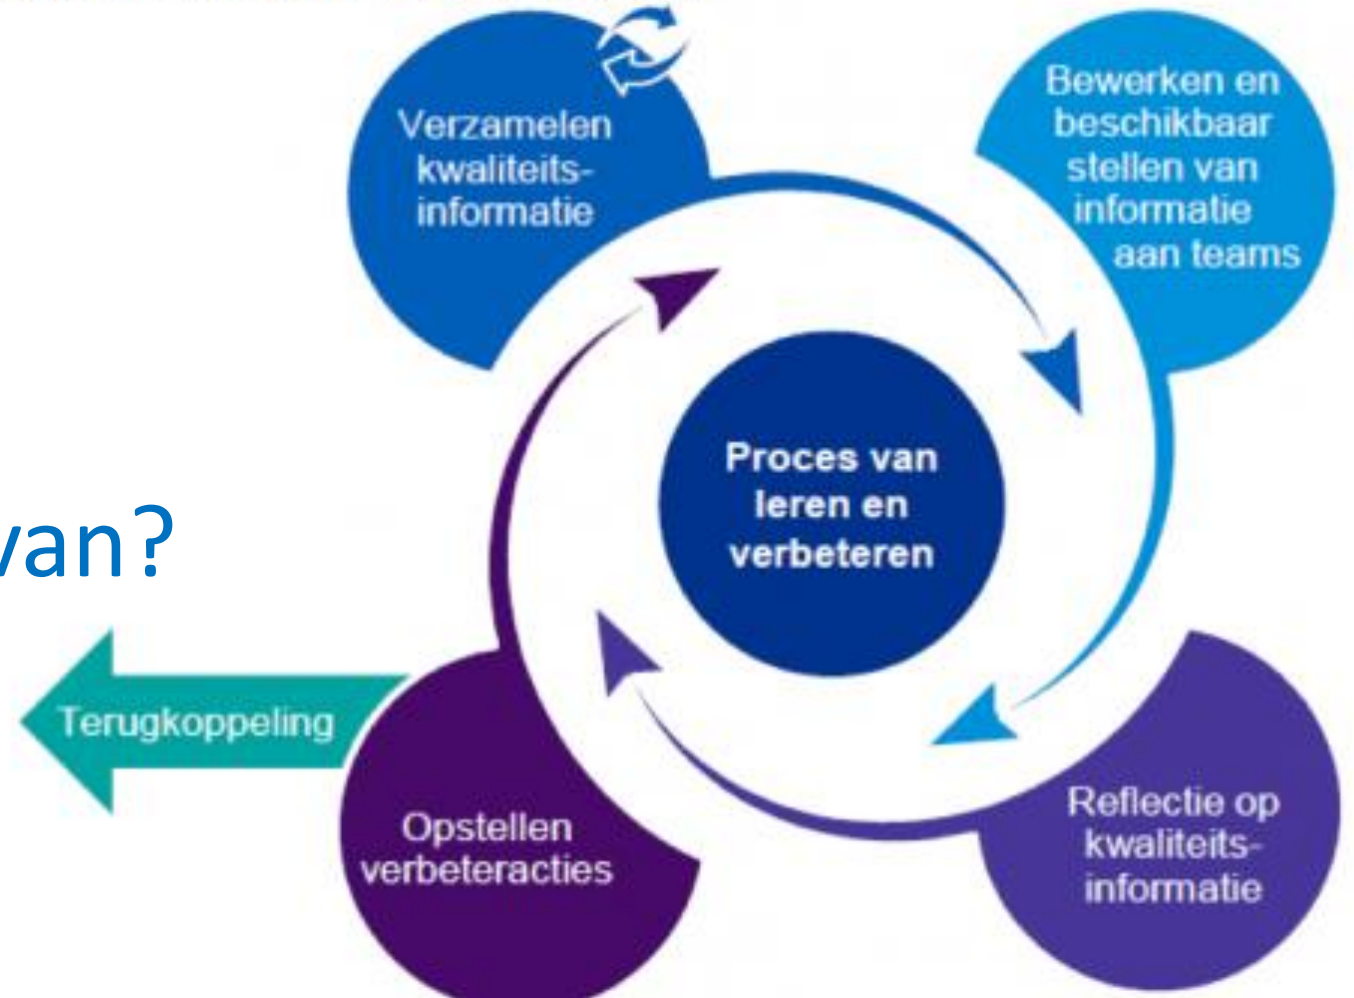 Verzamelen
kwaliteits-
informatie
Bewerken en
beschikbaar
stellen van
informatie
aan teams
Proces van
leren en
verbeteren
van?
Terugkoppeling
Opstellen
verbeteracties
Reflectie op
kwaliteits-
informatie